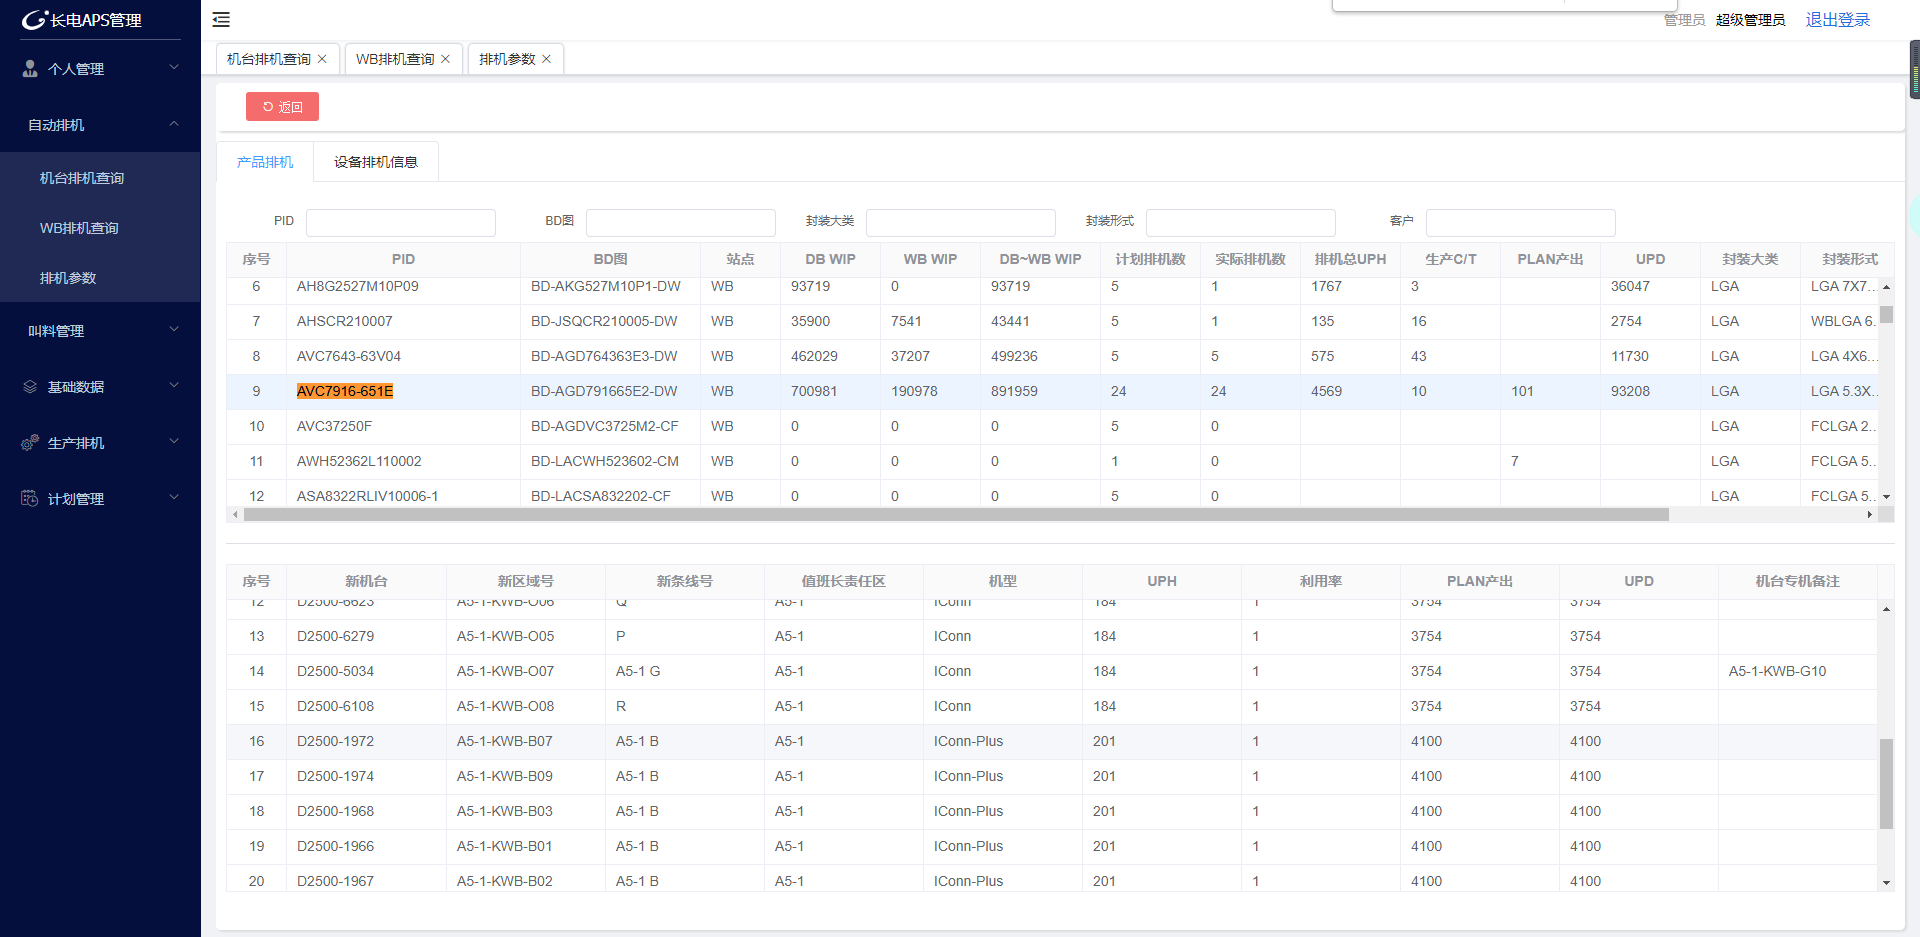 长电APS管理
管理员 超级管理员 退出登录
个人管理
自动排机
机台排机查询
WB排机查询
排机参数
叫料管理
基础数据
生产排机
计划管理
机台排机查询 WB排机查询 排机参数
返回
产品排机 设备排机信息
PID BD图 封装大类 封装形式 客户
序号 PID BD图 站点 DB WIP WB WIP DB~WB WIP 计划排机数 实际排机数 排机总UPH 生产C/T PLAN产出 UPD 封装大类 封装形式
6 AH8G2527M10P09 BD-AKG527M10P1-DW WB 93719 0 93719 5 1 1767 3 36047 LGA LGA 7X7...
7 AHSCR210007 BD-JSQCR210005-DW WB 35900 7541 43441 5 1 135 16 2754 LGA WBLGA 6.
8 AVC7643-63V04 BD-AGD764363E3-DW WB 462029 37207 499236 5 5 575 43 11730 LGA LGA 4X6...
9 AVC7916-651E BD-AGD791665E2-DW WB 700981 190978 891959 24 24 4569 10 101 93208 LGA LGA 5.3X..
10 AVC37250F BD-AGDVC3725M2-CF WB 0 0 0 5 0 LGA FCLGA 2...
11 AWH52362L110002 BD-LACWH523602-CM WB 0 0 0 1 0 7 LGA FCLGA 5...
12 ASA8322RLIV10006-1 BD-LACSA832202-CF WB 0 0 0 5 0 LGA FCLGA 5...
序号 新机台 新区域号 新条线号 值班长责任区 机型 UPH 利用率 PLAN产出 UPD 机台专机备注
12 D2500-6623 A5-1-KWB-O06 Q A5-1 IConn 184 1 3754 3754
13 D2500-6279 A5-1-KWB-O05 P A5-1 IConn 184 1 3754 3754
14 D2500-5034 A5-1-KWB-O07 A5-1 G A5-1 IConn 184 1 3754 3754 A5-1-KWB-G10
15 D2500-6108 A5-1-KWB-O08 R A5-1 IConn 184 1 3754 3754
16 D2500-1972 A5-1-KWB-B07 A5-1 B A5-1 IConn-Plus 201 1 4100 4100
17 D2500-1974 A5-1-KWB-B09 A5-1 B A5-1 IConn-Plus 201 1 4100 4100
18 D2500-1968 A5-1-KWB-B03 A5-1 B A5-1 IConn-Plus 201 1 4100 4100
19 D2500-1966 A5-1-KWB-B01 A5-1 B A5-1 IConn-Plus 201 1 4100 4100
20 D2500-1967 A5-1-KWB-B02 A5-1 B A5-1 IConn-Plus 201 1 4100 4100